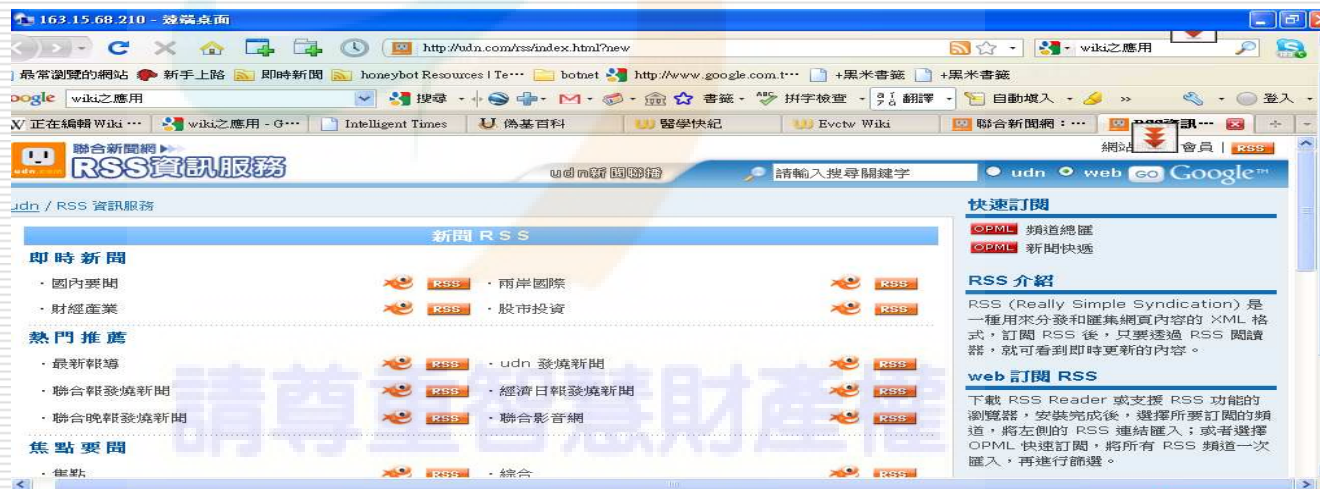 163.15.68.210 - 遠端桌面
http://udn.com/rss/index.html?new
wiki之應用
最常瀏覽的網站 新手上路 即時新聞 honeybot Resources | Te… botnet http://www.google.com.t… +黑米書籤 +黑米書籤
oogle wiki之應用 搜尋 書籤 ABC 拼字檢查 翻譯 自動填入 » 登入
W 正在編輯 Wiki … wiki之應用 - G… Intelligent Times 偽基百科 醫學快紀 Evctw Wiki 聯合新聞網：… RSS資訊…
聯合新聞網
網站 會員 | RSS
udn.com RSS資訊服務
udn新聞聯播 請輸入搜尋關鍵字 udn web GO Google™
udn / RSS 資訊服務
新聞 RSS
即時新聞
· 國內要聞 RSS · 兩岸國際 RSS
· 財經產業 RSS · 股市投資 RSS
熱門推薦
· 最新報導 RSS · udn 發燒新聞 RSS
· 聯合報發燒新聞 RSS · 經濟日報發燒新聞 RSS
· 聯合晚報發燒新聞 RSS · 聯合影音網 RSS
焦點要聞
· 焦點 RSS · 綜合 RSS
快速訂閱
OPML 頻道總匯
OPML 新聞快遞
RSS 介紹
RSS (Really Simple Syndication) 是
一種用來分發和匯集網頁內容的 XML 格
式，訂閱 RSS 後，只要透過 RSS 閱讀
器，就可看到即時更新的內容。
web 訂閱 RSS
下載 RSS Reader 或支援 RSS 功能的
瀏覽器，安裝完成後，選擇所要訂閱的頻
道，將左側的 RSS 連結匯入；或者選擇
OPML 快速訂閱，將所有 RSS 頻道一次
匯入，再進行篩選。
請尊重智慧財產權